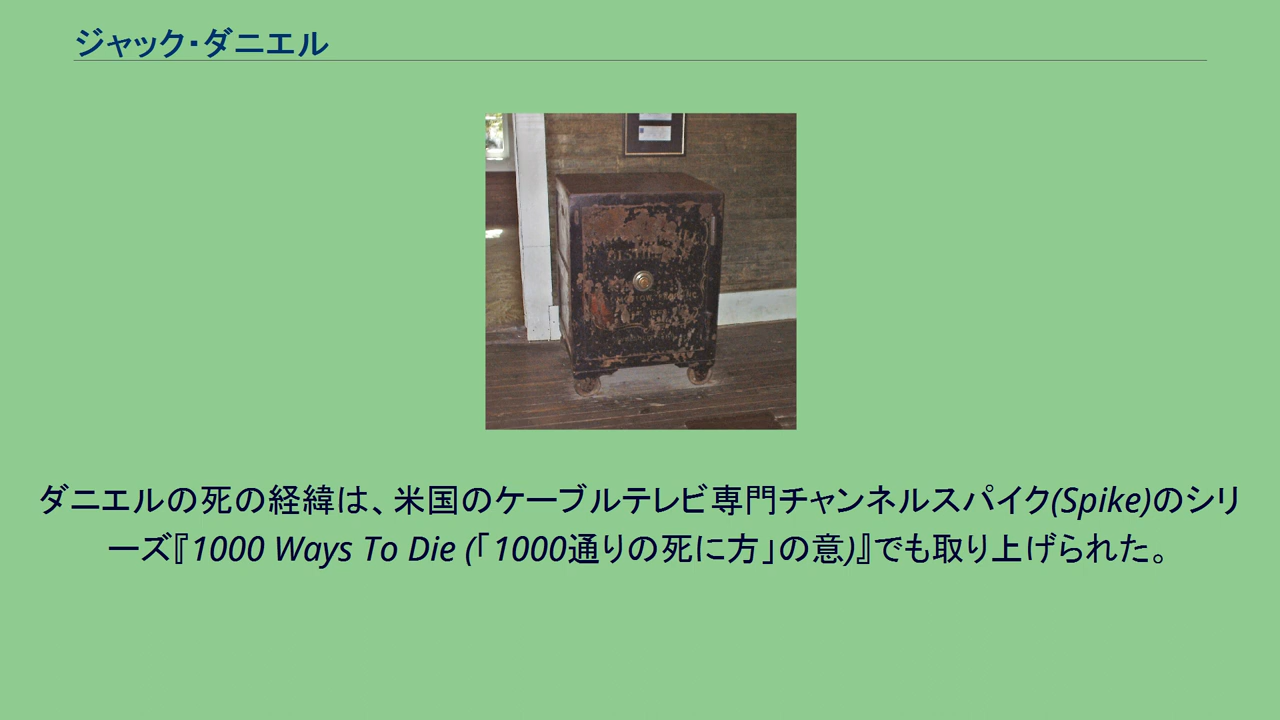 ジャック・ダニエル
ダニエルの死の経緯は、米国のケーブルテレビ専門チャンネルスパイク(Spike)のシリ
ーズ『1000 Ways To Die (「1000通りの死に方」の意)』でも取り上げられた。